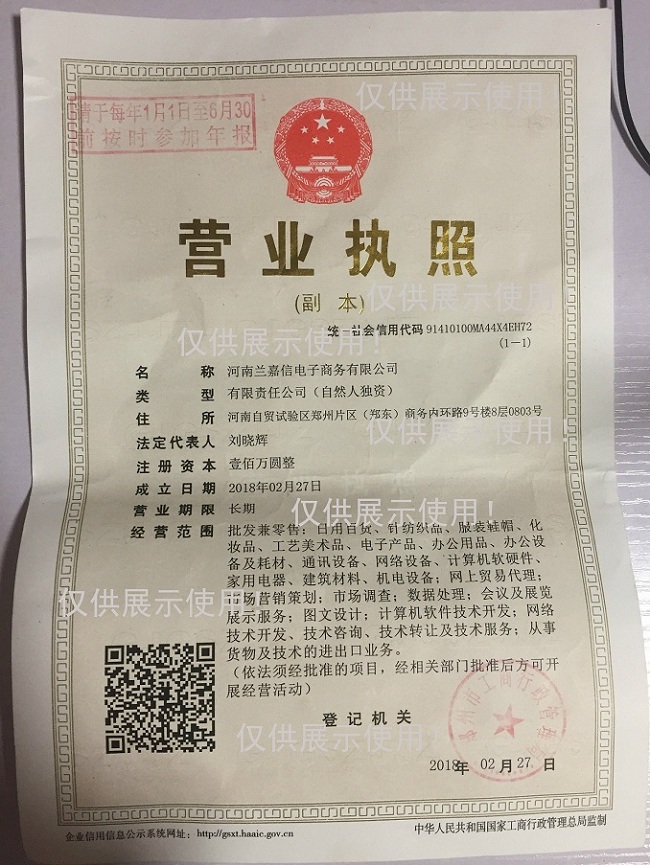 仅供展示使用!
请于每年1月1日至6月30
前按时参加年报
营业执照
(副 本)
统一社会信用代码 91410100MA44X4EH72
(1-1)
仅供展示使用!
名 称 河南兰嘉信电子商务有限公司
类 型 有限责任公司（自然人独资）
住 所 河南自贸试验区郑州片区（郑东）商务内环路9号楼8层0803号
仅供展示使用!
法定代表人 刘晓辉
注册资本 壹佰万圆整
成立日期 2018年02月27日
营业期限 长期
仅供展示使用!
经营范围 批发兼零售：日用百货、针纺织品、服装鞋帽、化
妆品、工艺美术品、电子产品、办公用品、办公设
备及耗材、通讯设备、网络设备、计算机软硬件、
家用电器、建筑材料、机电设备；网上贸易代理；
市场营销策划；市场调查；数据处理；会议及展览
仅供展示使用!
展示服务；图文设计；计算机软件技术开发；网络
技术开发、技术咨询、技术转让及技术服务；从事
货物及技术的进出口业务。
（依法须经批准的项目，经相关部门批准后方可开
展经营活动）
登记机关
郑州市工商行政管理局
仅供展示使用!
2018年 02月27日
企业信用信息公示系统网址：http://gsxt.haaic.gov.cn
中华人民共和国国家工商行政管理总局监制